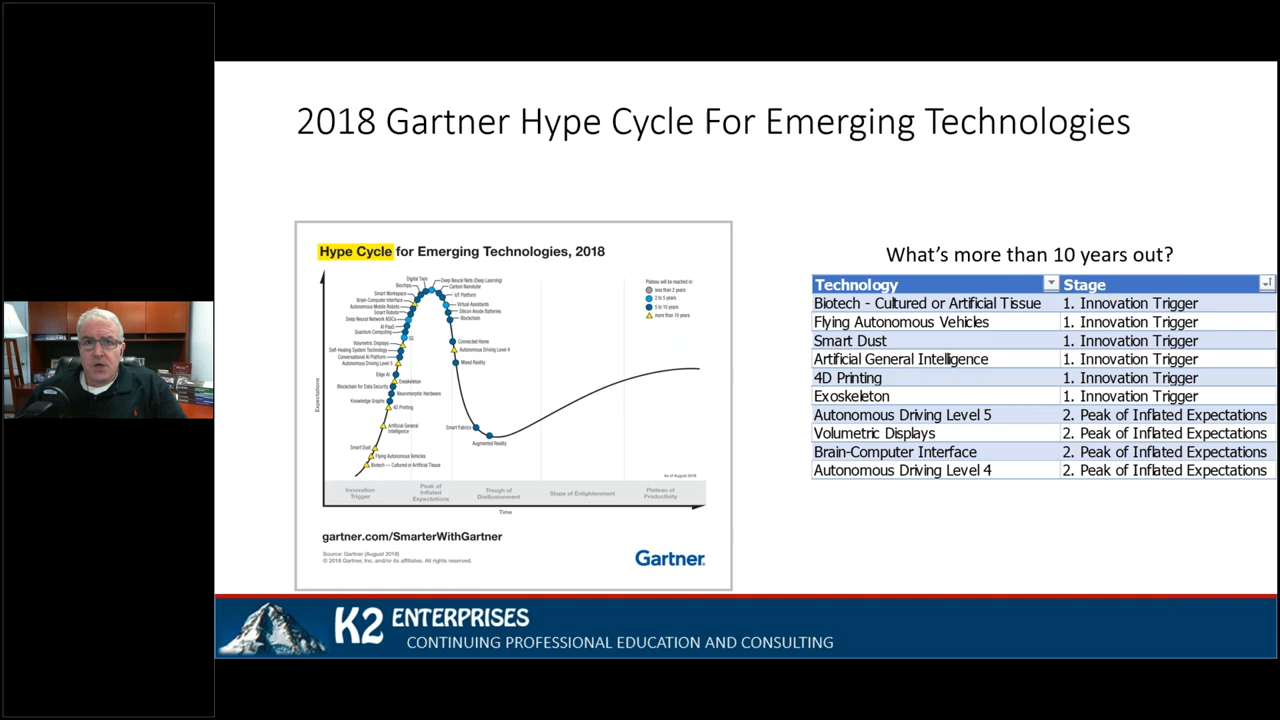 2018 Gartner Hype Cycle For Emerging Technologies
Hype Cycle for Emerging Technologies, 2018
Expectations
Digital Twin
Biochips
Smart Workspace
Brain-Computer Interface
Autonomous Mobile Robots
Smart Robots
Deep Neural Network ASICs
AI PaaS
Quantum Computing
5G
Volumetric Displays
Self-Healing System Technology
Conversational AI Platform
Autonomous Driving Level 5
Edge AI
Exoskeleton
Blockchain for Data Security
Neuromorphic Hardware
Knowledge Graphs
4D Printing
Artificial General
Intelligence
Smart Dust
Flying Autonomous Vehicles
Biotech — Cultured or Artificial Tissue
Deep Neural Nets (Deep Learning)
Carbon Nanotube
IoT Platform
Virtual Assistants
Silicon Anode Batteries
Blockchain
Connected Home
Autonomous Driving Level 4
Mixed Reality
Smart Fabrics
Augmented Reality
Plateau will be reached in:
less than 2 years
2 to 5 years
5 to 10 years
more than 10 years
As of August 2018
Innovation
Trigger
Peak of
Inflated
Expectations
Trough of
Disillusionment
Slope of Enlightenment
Plateau of
Productivity
Time
gartner.com/SmarterWithGartner
Source: Gartner (August 2018)
© 2018 Gartner, Inc. and/or its affiliates. All rights reserved.
Gartner
What's more than 10 years out?
Technology Stage
Biotech - Cultured or Artificial Tissue 1. Innovation Trigger
Flying Autonomous Vehicles 1. Innovation Trigger
Smart Dust 1. Innovation Trigger
Artificial General Intelligence 1. Innovation Trigger
4D Printing 1. Innovation Trigger
Exoskeleton 1. Innovation Trigger
Autonomous Driving Level 5 2. Peak of Inflated Expectations
Volumetric Displays 2. Peak of Inflated Expectations
Brain-Computer Interface 2. Peak of Inflated Expectations
Autonomous Driving Level 4 2. Peak of Inflated Expectations
K2 ENTERPRISES
CONTINUING PROFESSIONAL EDUCATION AND CONSULTING